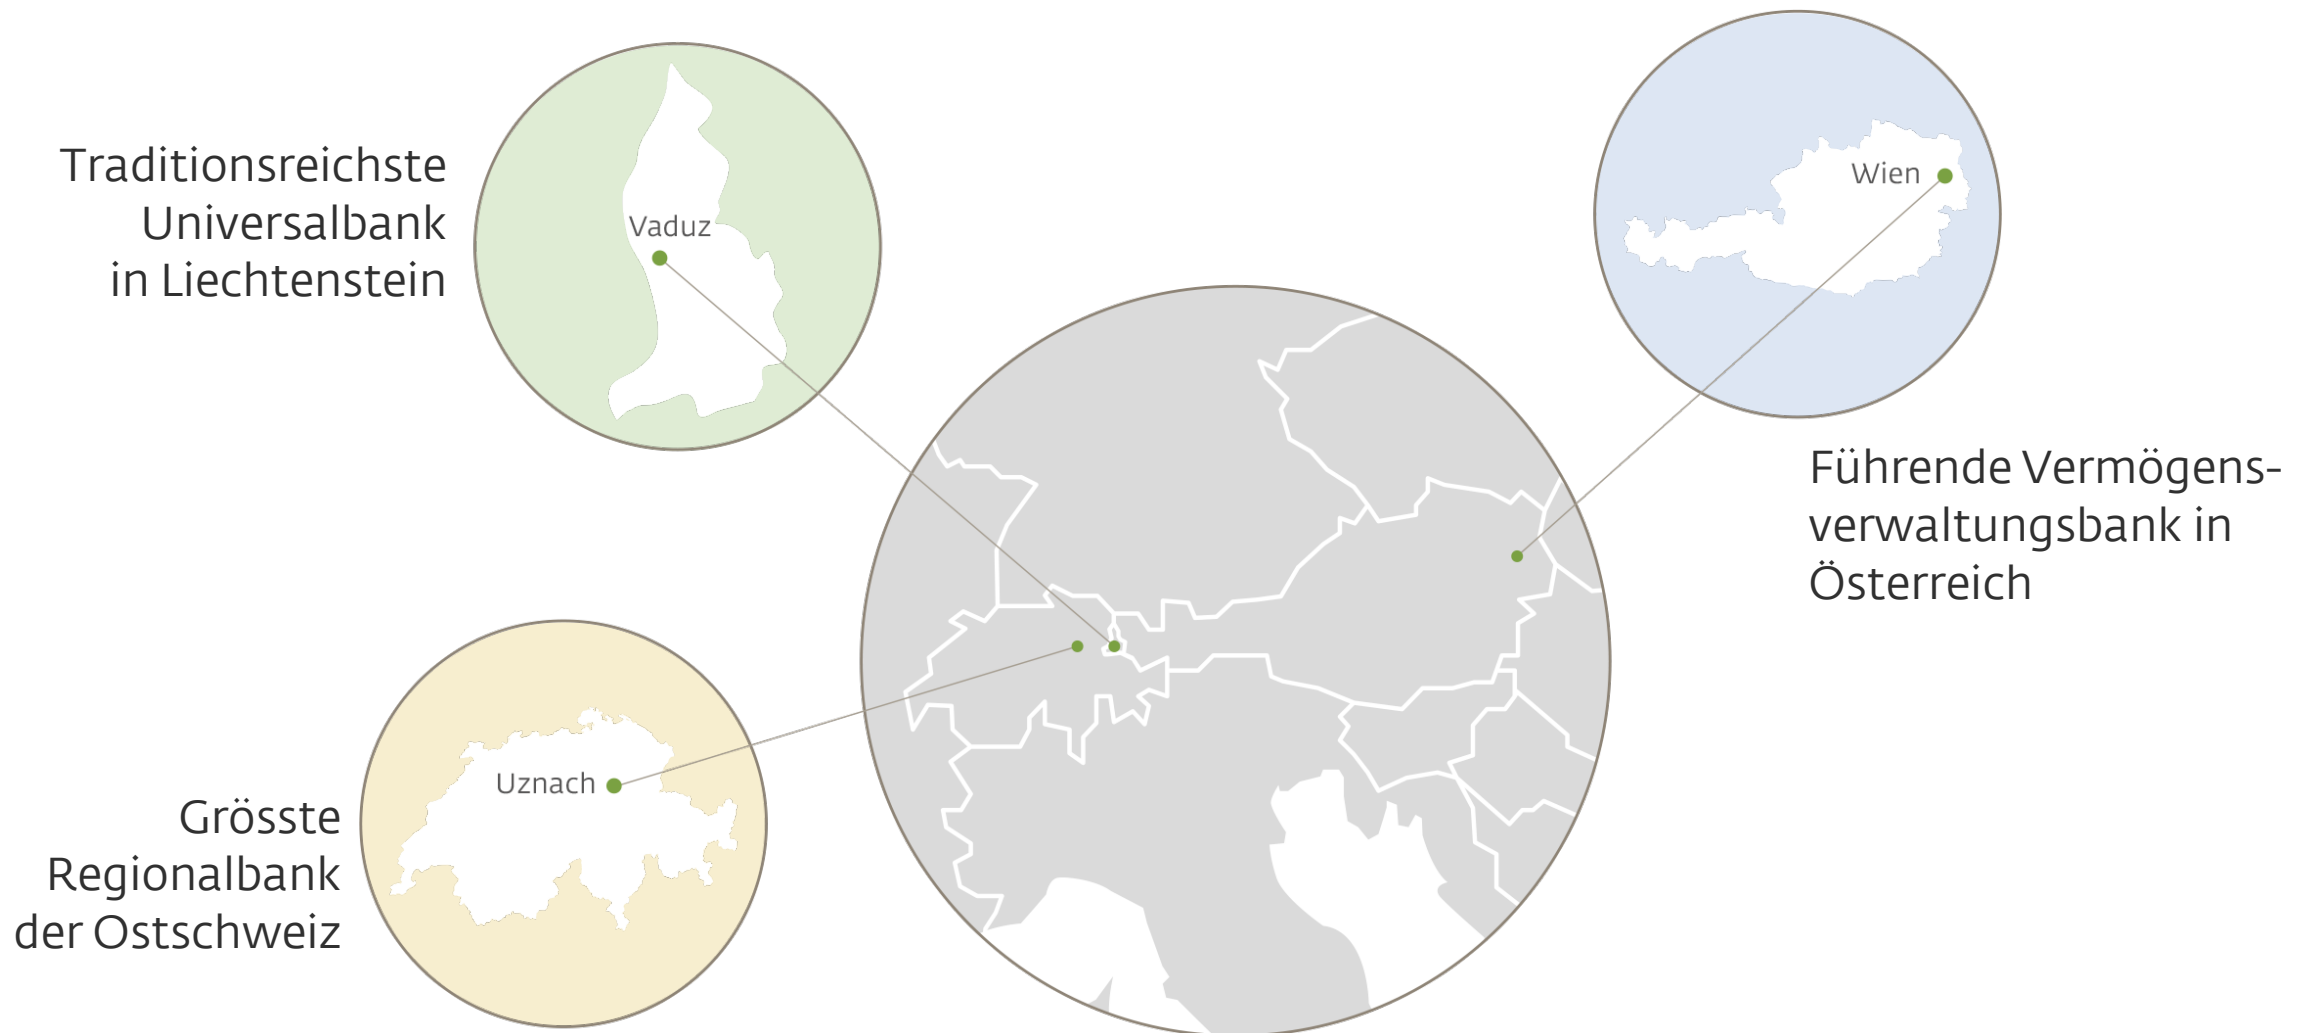 Traditionsreichste
Universalbank
in Liechtenstein
Vaduz
Wien
Führende Vermögens-
verwaltungsbank in
Österreich
Uznach
Grösste
Regionalbank
der Ostschweiz